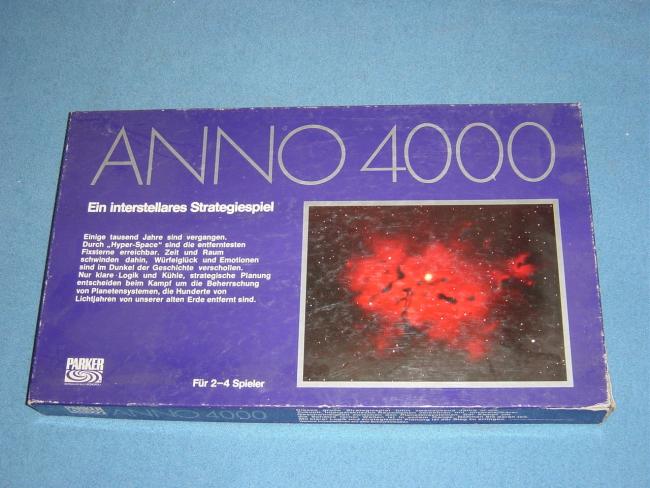 ANNO 4000
Ein interstellares Strategiespiel
Einige tausend Jahre sind vergangen.
Durch „Hyper-Space“ sind die entferntesten
Fixsterne erreichbar. Zeit und Raum
schwinden dahin, Würfelglück und Emotionen
sind im Dunkel der Geschichte verschollen.
Nur klare Logik und Kühle, strategische Planung
entscheiden beim Kampf um die Beherrschung
von Planetensystemen, die Hunderte von
Lichtjahren von unserer alten Erde entfernt sind.
PARKER
Für 2–4 Spieler
PARKER
ANNO 4000